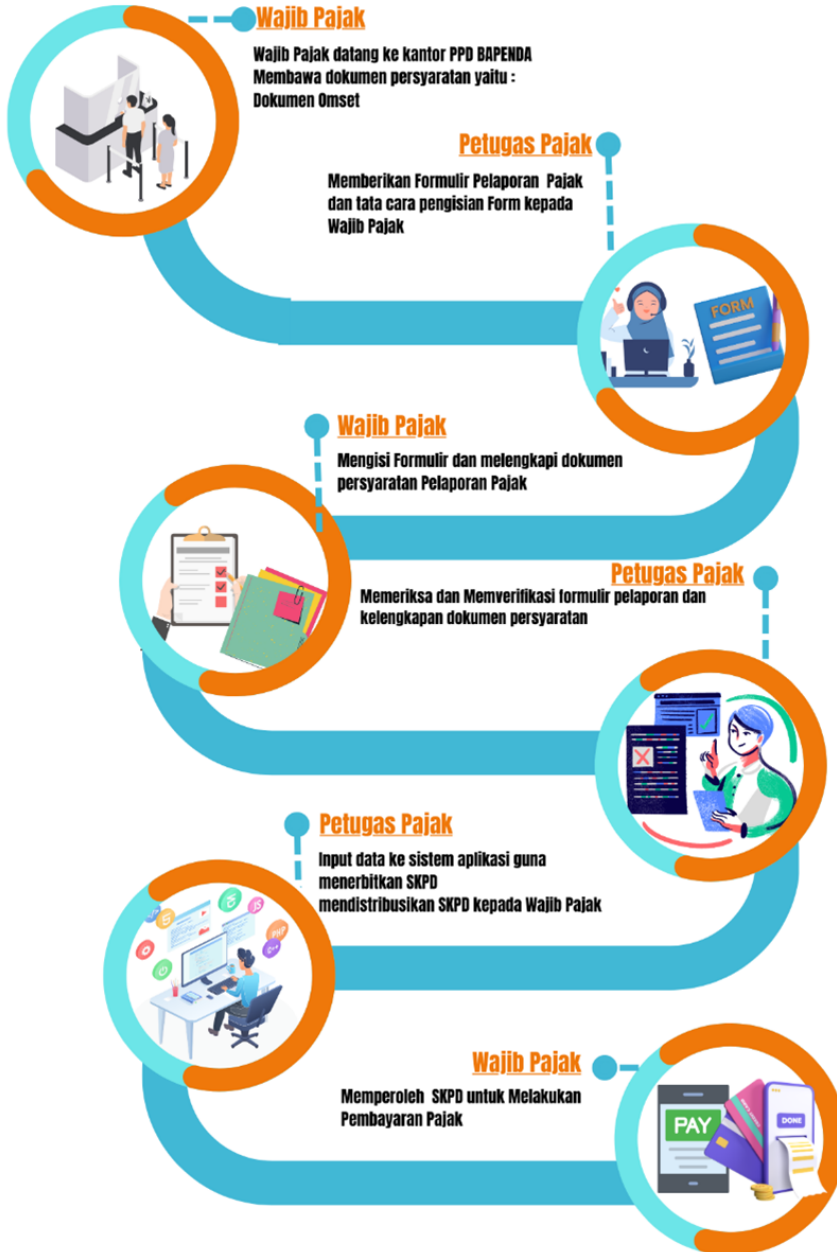 Wajib Pajak
Wajib Pajak datang ke kantor PPD BAPENDA
Membawa dokumen persyaratan yaitu :
Dokumen Omset
Petugas Pajak
Memberikan Formulir Pelaporan Pajak
dan tata cara pengisian Form kepada
Wajib Pajak
FORM
Wajib Pajak
Mengisi Formulir dan melengkapi dokumen
persyaratan Pelaporan Pajak
Petugas Pajak
Memeriksa dan Memverifikasi formulir pelaporan dan
kelengkapan dokumen persyaratan
Petugas Pajak
Input data ke sistem aplikasi guna
menerbitkan SKPD
mendistribusikan SKPD kepada Wajib Pajak
JS
PHP
C++
Wajib Pajak
Memperoleh SKPD untuk Melakukan
Pembayaran Pajak
PAY
DONE